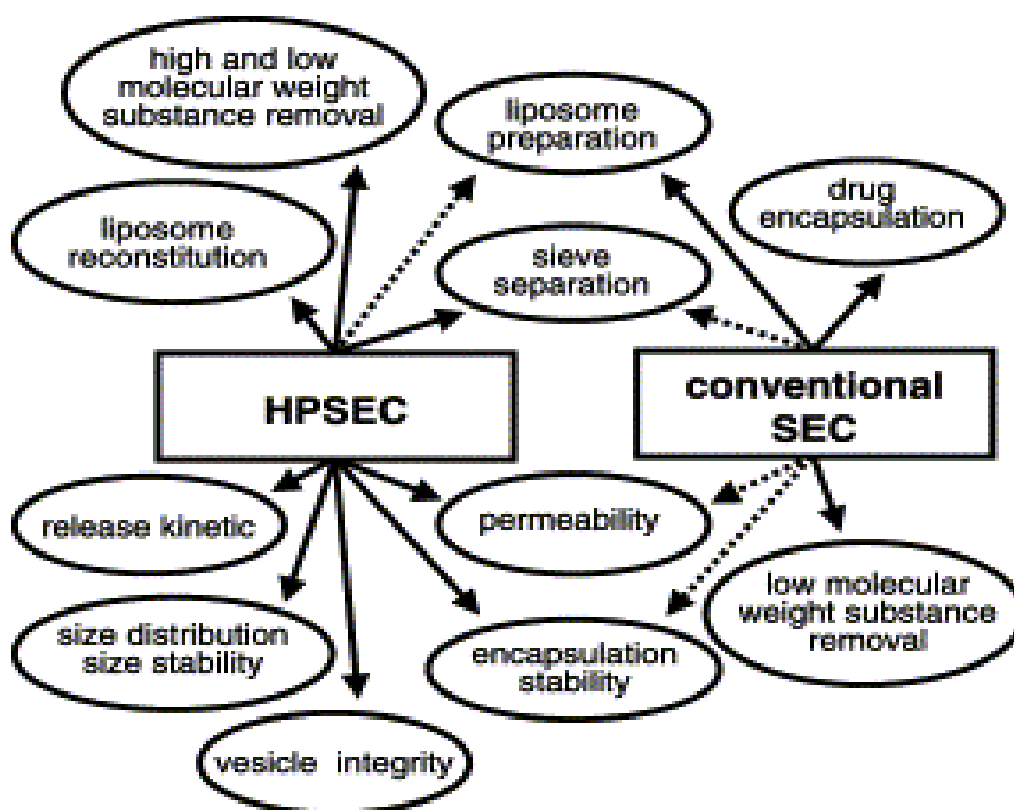 high and low
molecular weight
substance removal
liposome
preparation
drug
encapsulation
liposome
reconstitution
sieve
separation
HPSEC
conventional
SEC
release kinetic
permeability
low molecular
weight substance
removal
size distribution
size stability
encapsulation
stability
vesicle integrity